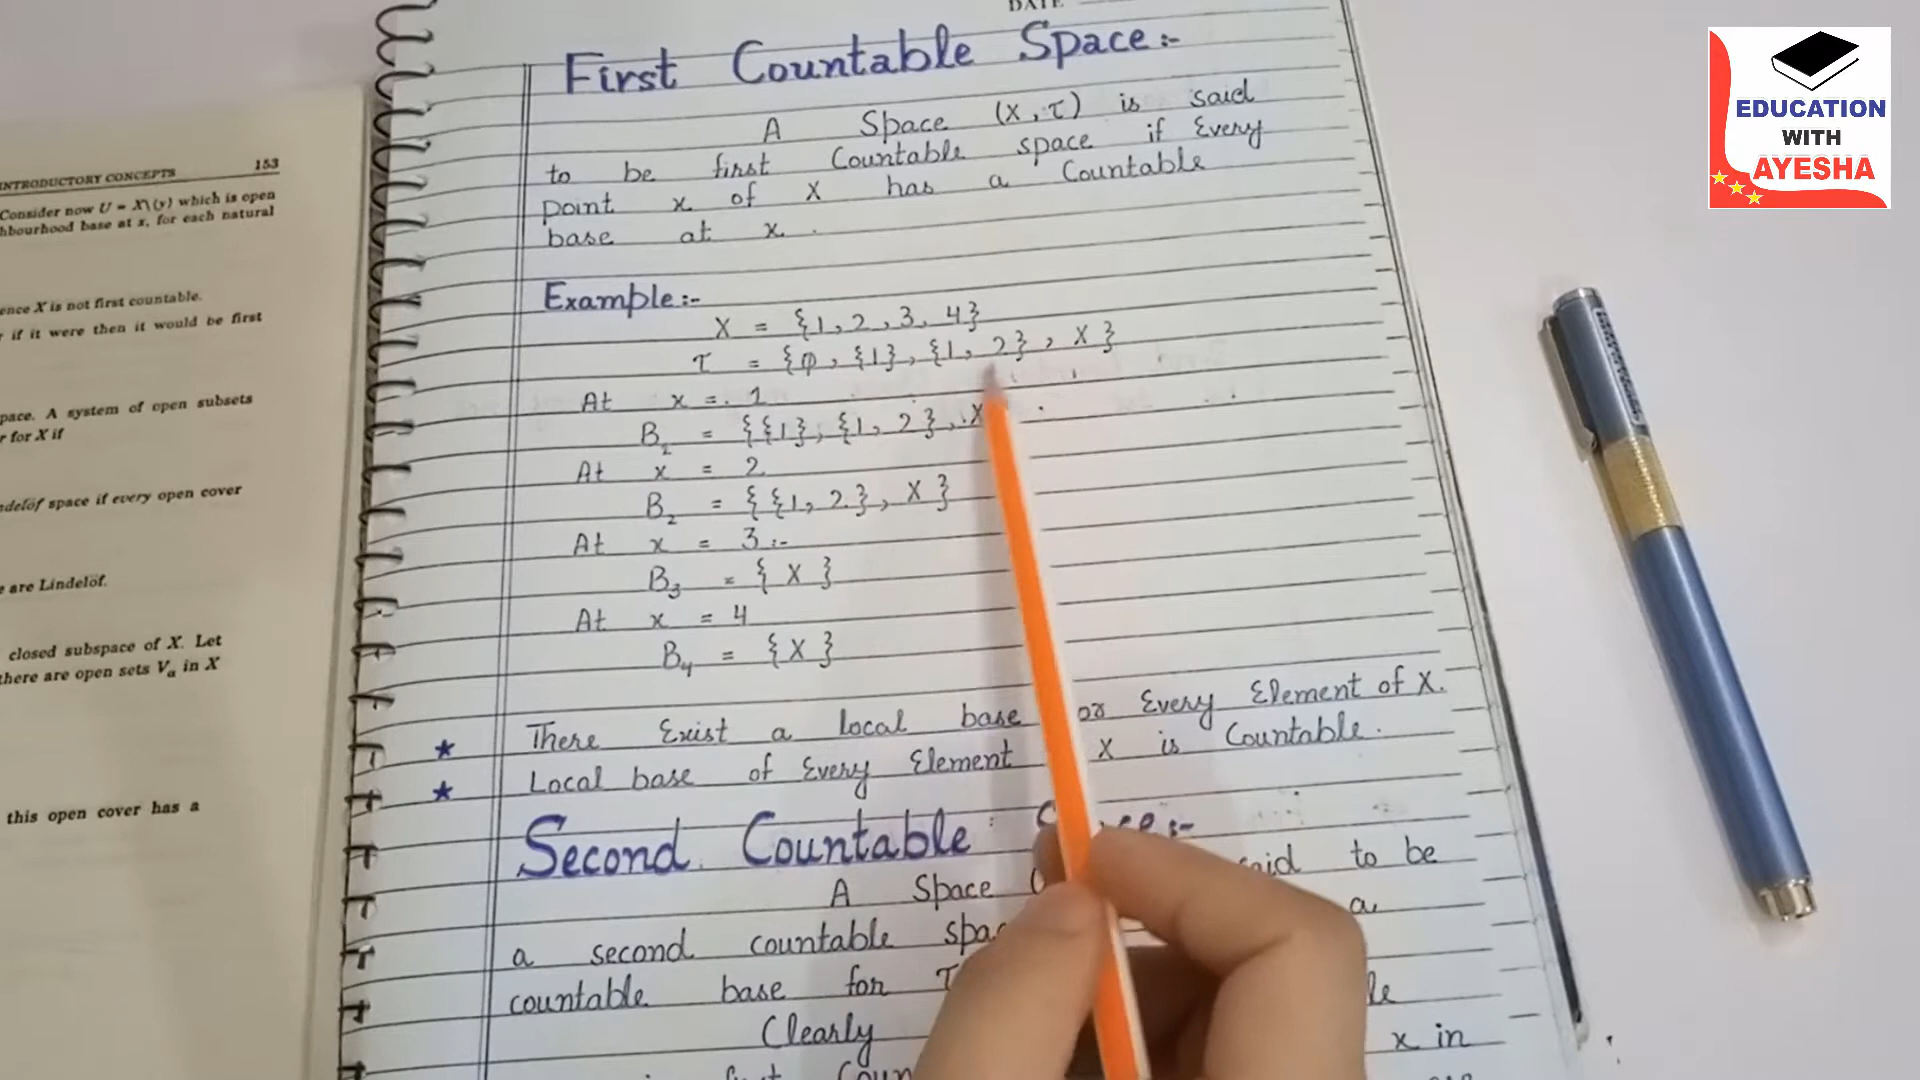 DATE
First Countable Space:-
A Space (X, τ) is said
to be first Countable space if Every
point x of X has a Countable
base at x.
Example:-
X = {1, 2, 3, 4}
τ = {φ, {1}, {1, 2}, X}
At x = 1
B₁ = {{1}, {1, 2}, X
At x = 2
B₂ = {{1, 2}, X}
At x = 3:-
B₃ = {X}
At x = 4
B₄ = {X}
★ There Exist a local base or Every Element of X.
★ Local base of Every Element X is Countable.
Second Countable
A Space said to be
a second countable a
countable base for τ
Clearly
x in
INTRODUCTORY CONCEPTS 153
Consider now U = X\{y} which is open
hbourhood base at x, for each natural
ence X is not first countable.
if it were then it would be first
pace. A system of open subsets
r for X if
ndelöf space if every open cover
e are Lindelöf.
closed subspace of X. Let
there are open sets Vα in X
this open cover has a
EDUCATION
WITH
AYESHA